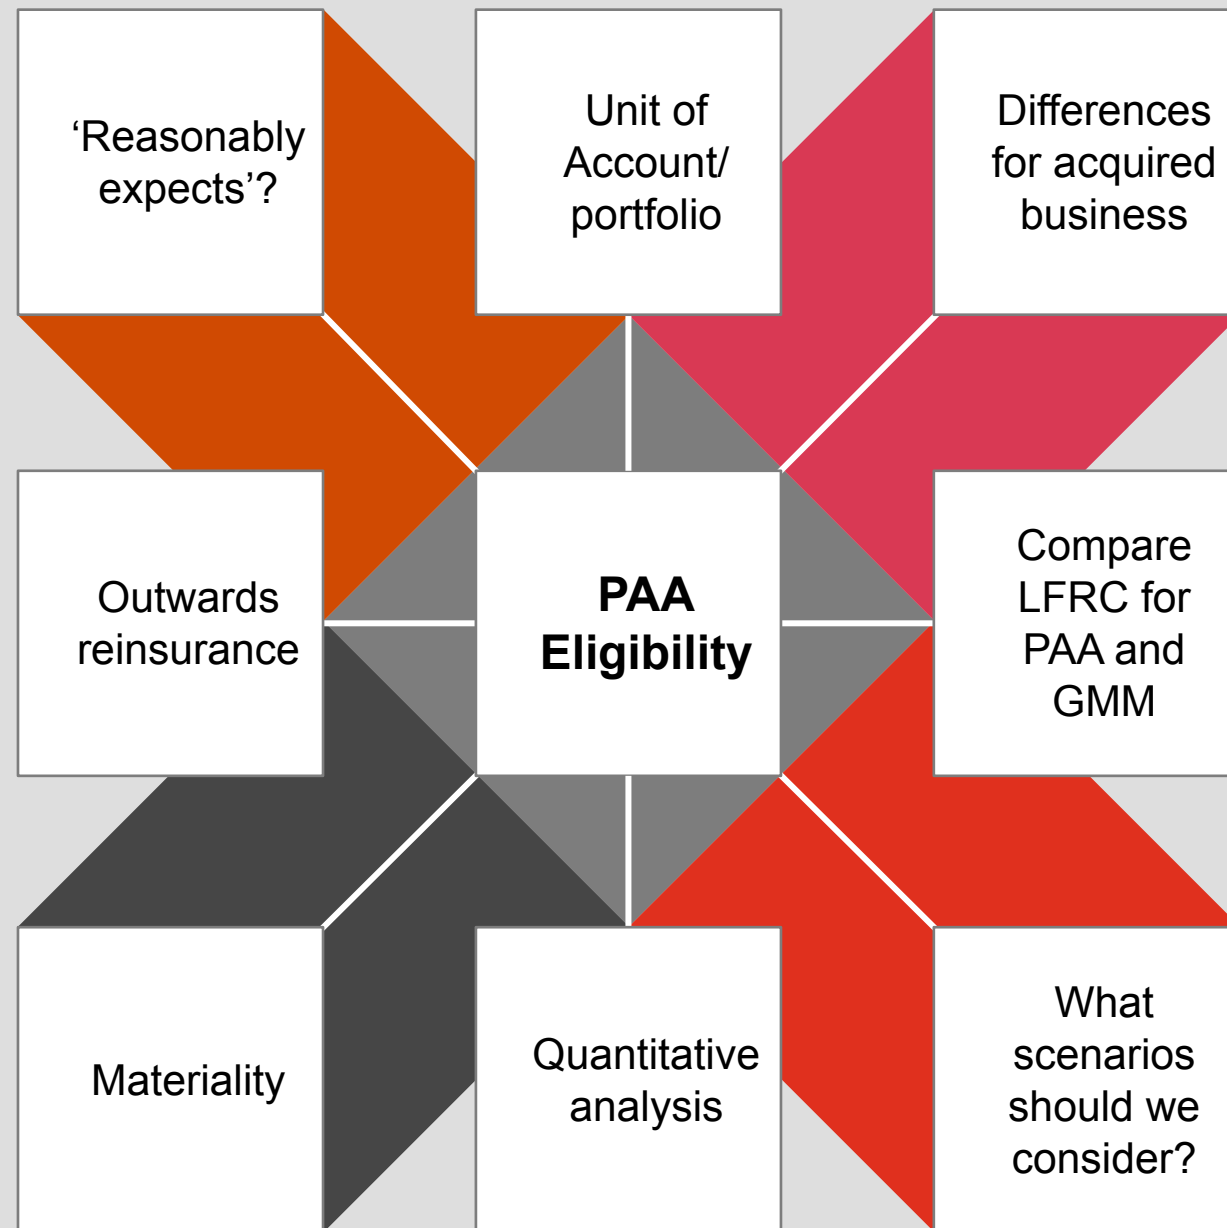 ‘Reasonably
expects’?
Unit of
Account/
portfolio
Differences
for acquired
business
Outwards
reinsurance
PAA
Eligibility
Compare
LFRC for
PAA and
GMM
Materiality
Quantitative
analysis
What
scenarios
should we
consider?